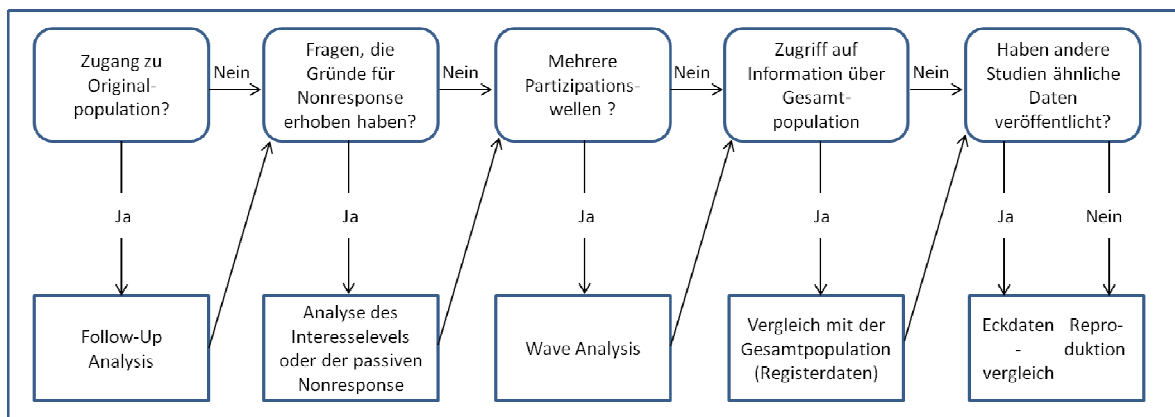 Zugang zu
Original-
population?
Nein
Fragen, die
Gründe für
Nonresponse
erhoben haben?
Nein
Mehrere
Partizipations-
wellen ?
Nein
Zugriff auf
Information über
Gesamt-
population
Nein
Haben andere
Studien ähnliche
Daten
veröffentlicht?
Ja
Ja
Ja
Ja
Ja
Nein
Follow-Up
Analysis
Analyse des
Interesselevels
oder der passiven
Nonresponse
Wave Analysis
Vergleich mit der
Gesamtpopulation
(Registerdaten)
Eckdaten
-
vergleich
Repro-
duktion